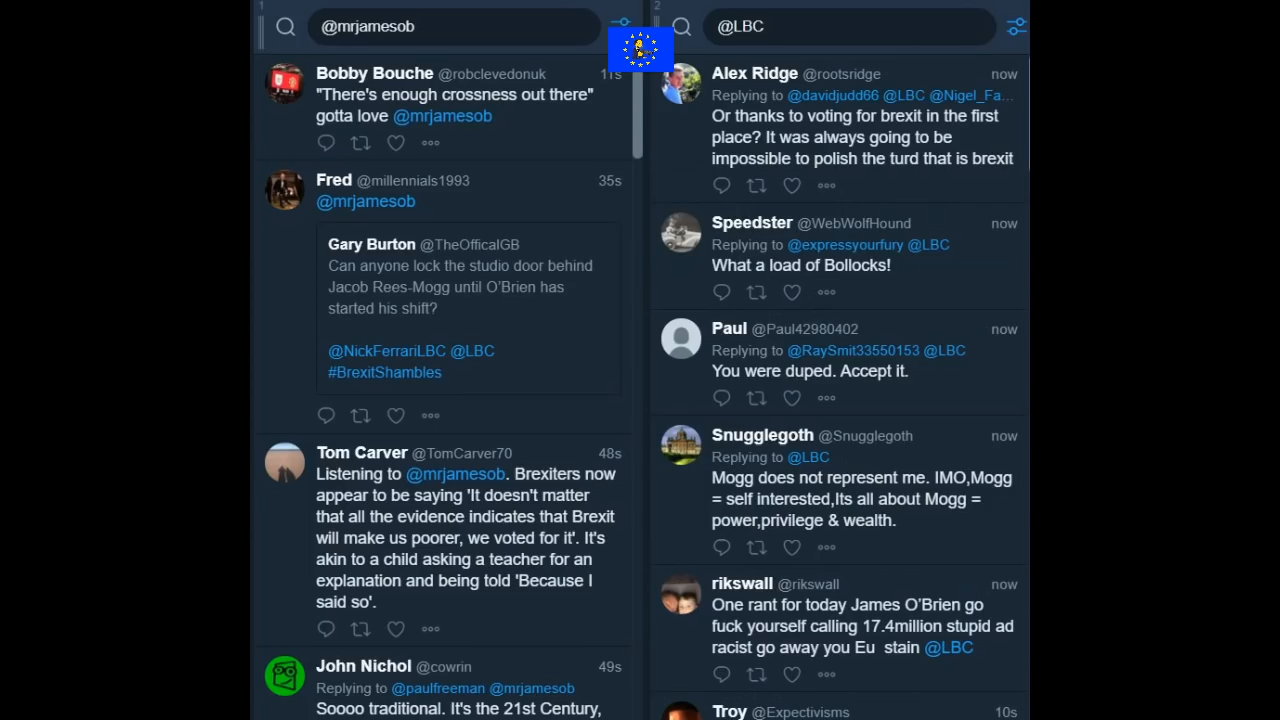 1
@mrjamesob
Bobby Bouche @robclevedonuk 11s
"There's enough crossness out there"
gotta love @mrjamesob
Fred @millennials1993 35s
@mrjamesob
Gary Burton @TheOfficalGB
Can anyone lock the studio door behind
Jacob Rees-Mogg until O'Brien has
started his shift?
@NickFerrariLBC @LBC
#BrexitShambles
Tom Carver @TomCarver70 48s
Listening to @mrjamesob. Brexiters now
appear to be saying 'It doesn't matter
that all the evidence indicates that Brexit
will make us poorer, we voted for it'. It's
akin to a child asking a teacher for an
explanation and being told 'Because I
said so'.
John Nichol @cowrin 49s
Replying to @paulfreeman @mrjamesob
Soooo traditional. It's the 21st Century,
2
@LBC
Alex Ridge @rootsridge now
Replying to @davidjudd66 @LBC @Nigel_Fa...
Or thanks to voting for brexit in the first
place? It was always going to be
impossible to polish the turd that is brexit
Speedster @WebWolfHound now
Replying to @expressyourfury @LBC
What a load of Bollocks!
Paul @Paul42980402 now
Replying to @RaySmit33550153 @LBC
You were duped. Accept it.
Snugglegoth @Snugglegoth now
Replying to @LBC
Mogg does not represent me. IMO,Mogg
= self interested,Its all about Mogg =
power,privilege & wealth.
rikswall @rikswall now
One rant for today James O'Brien go
fuck yourself calling 17.4million stupid ad
racist go away you Eu stain @LBC
Troy @Expectivisms 10s